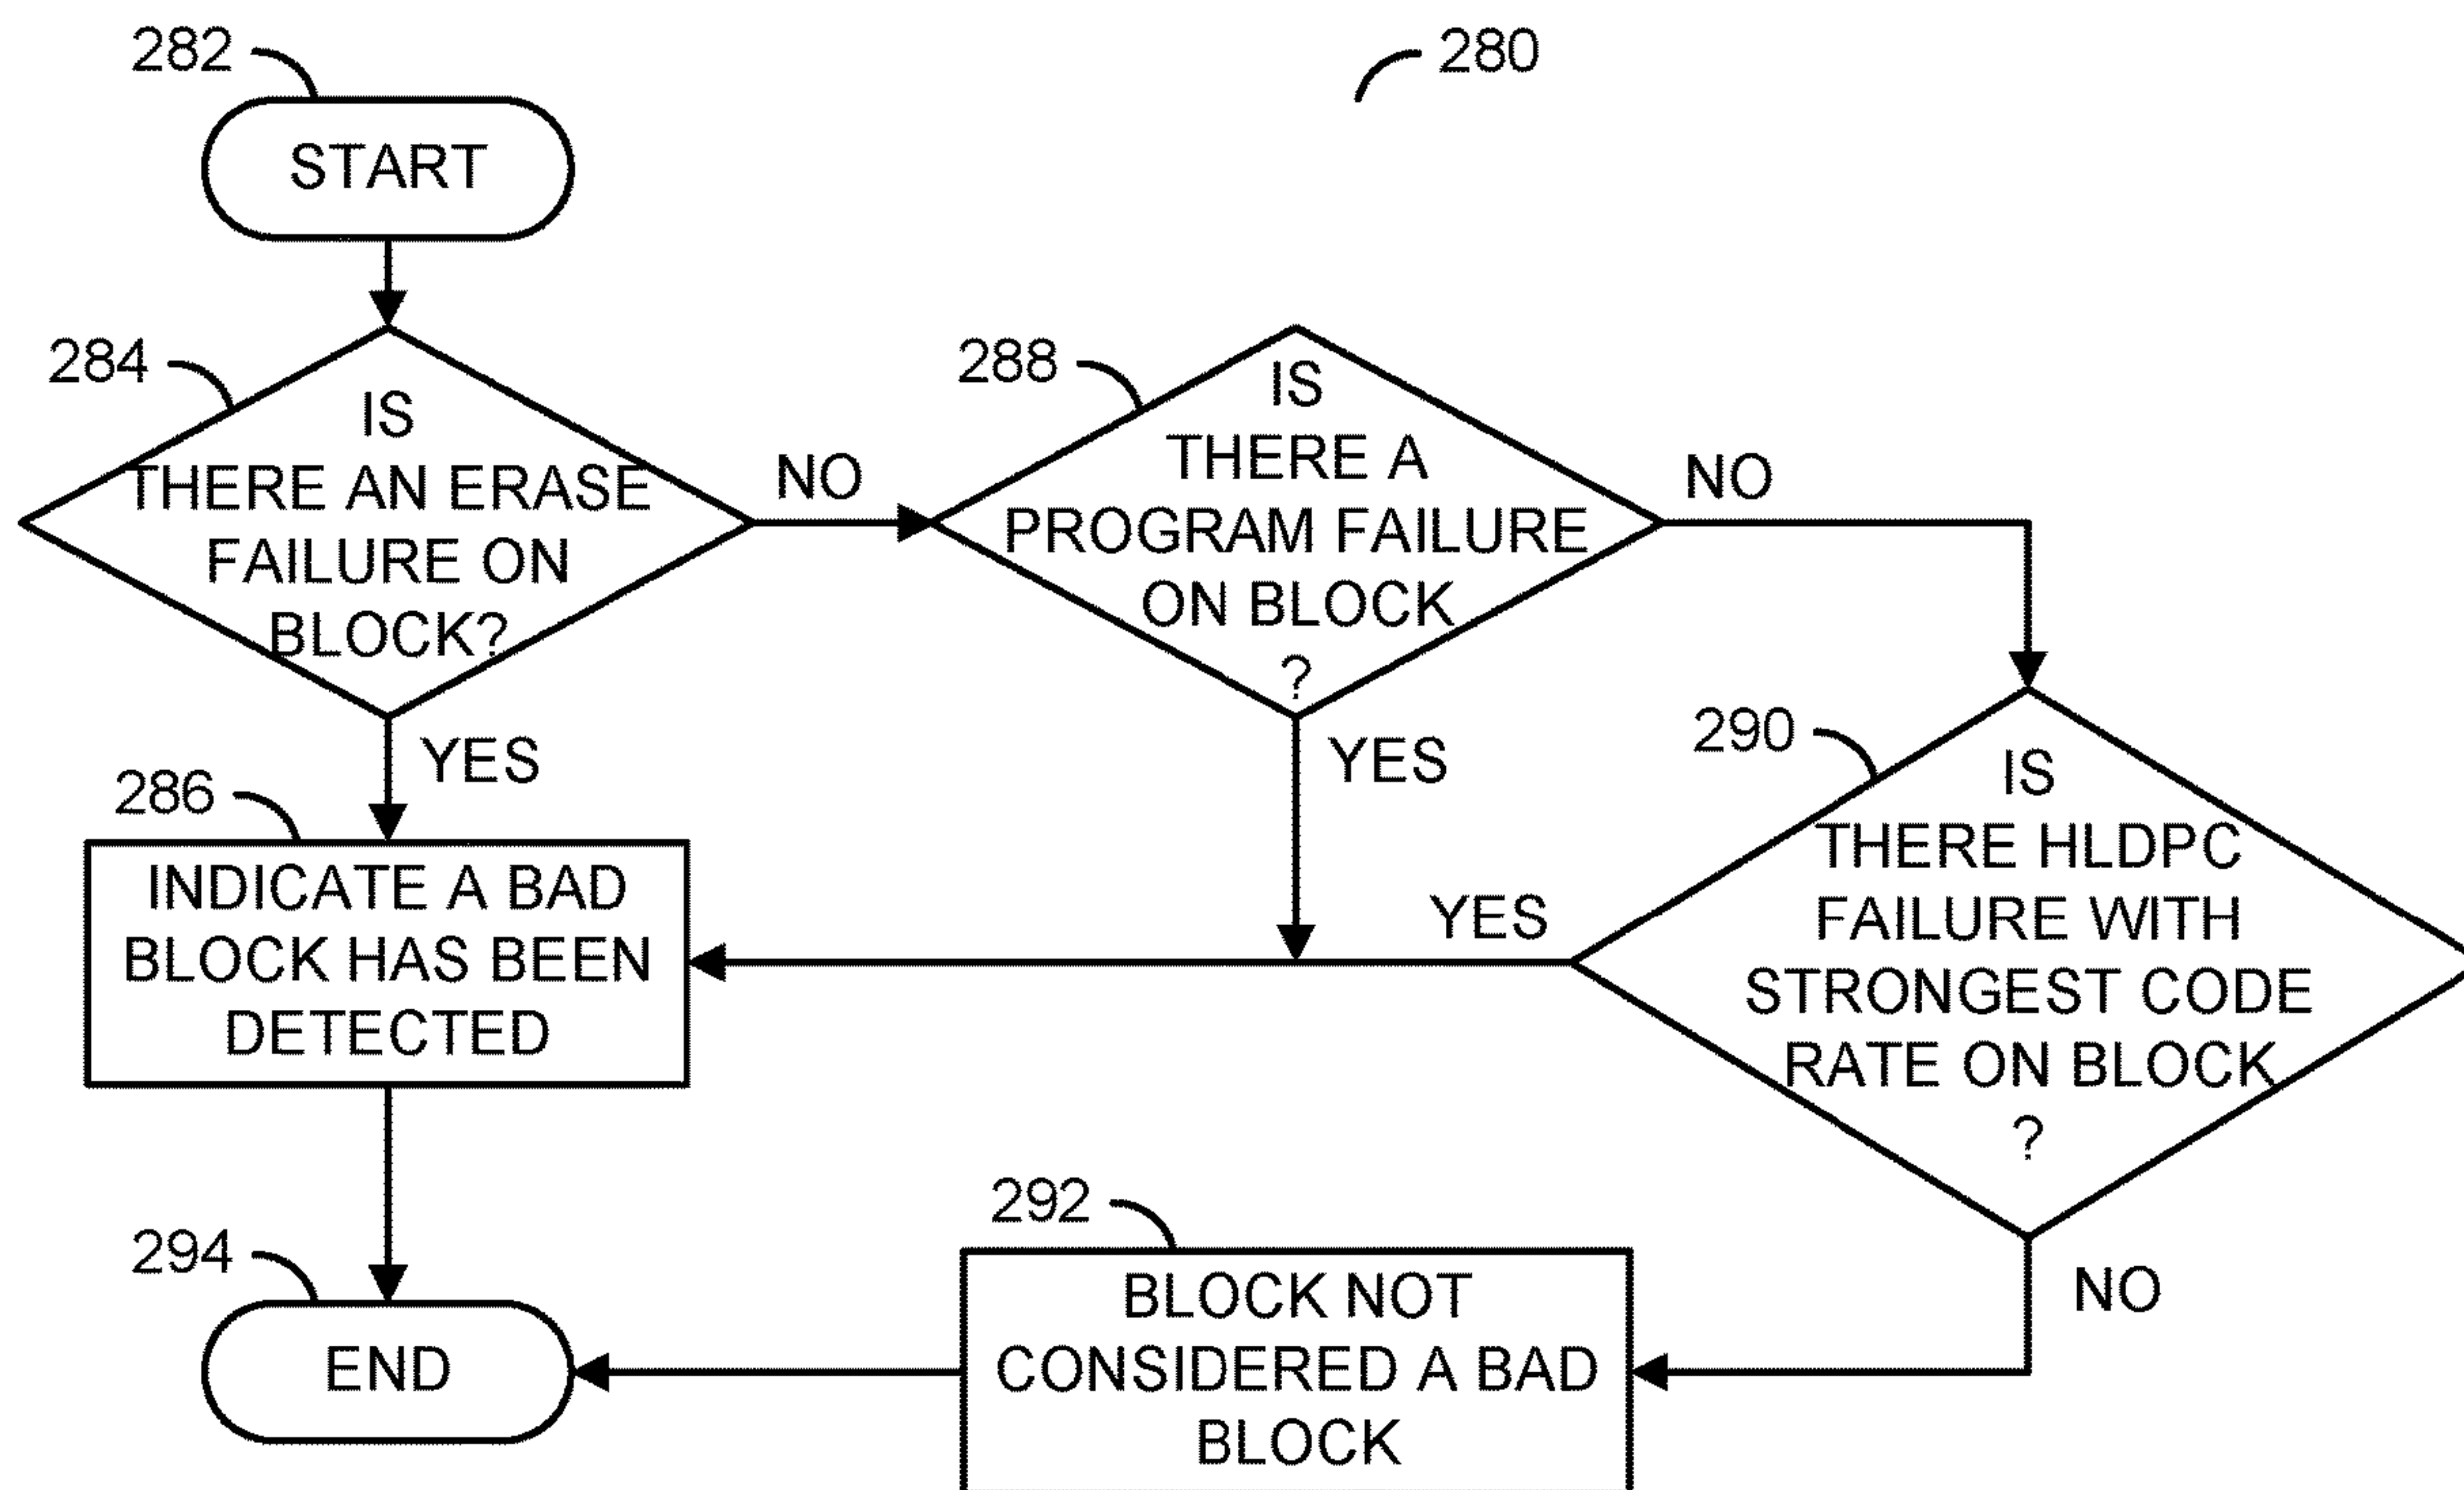 282
280
START
284
IS
THERE AN ERASE
FAILURE ON
BLOCK?
NO
288
IS
THERE A
PROGRAM FAILURE
ON BLOCK
?
NO
YES
YES
290
IS
THERE HLDPC
FAILURE WITH
STRONGEST CODE
RATE ON BLOCK
?
YES
286
INDICATE A BAD
BLOCK HAS BEEN
DETECTED
NO
292
BLOCK NOT
CONSIDERED A BAD
BLOCK
294
END